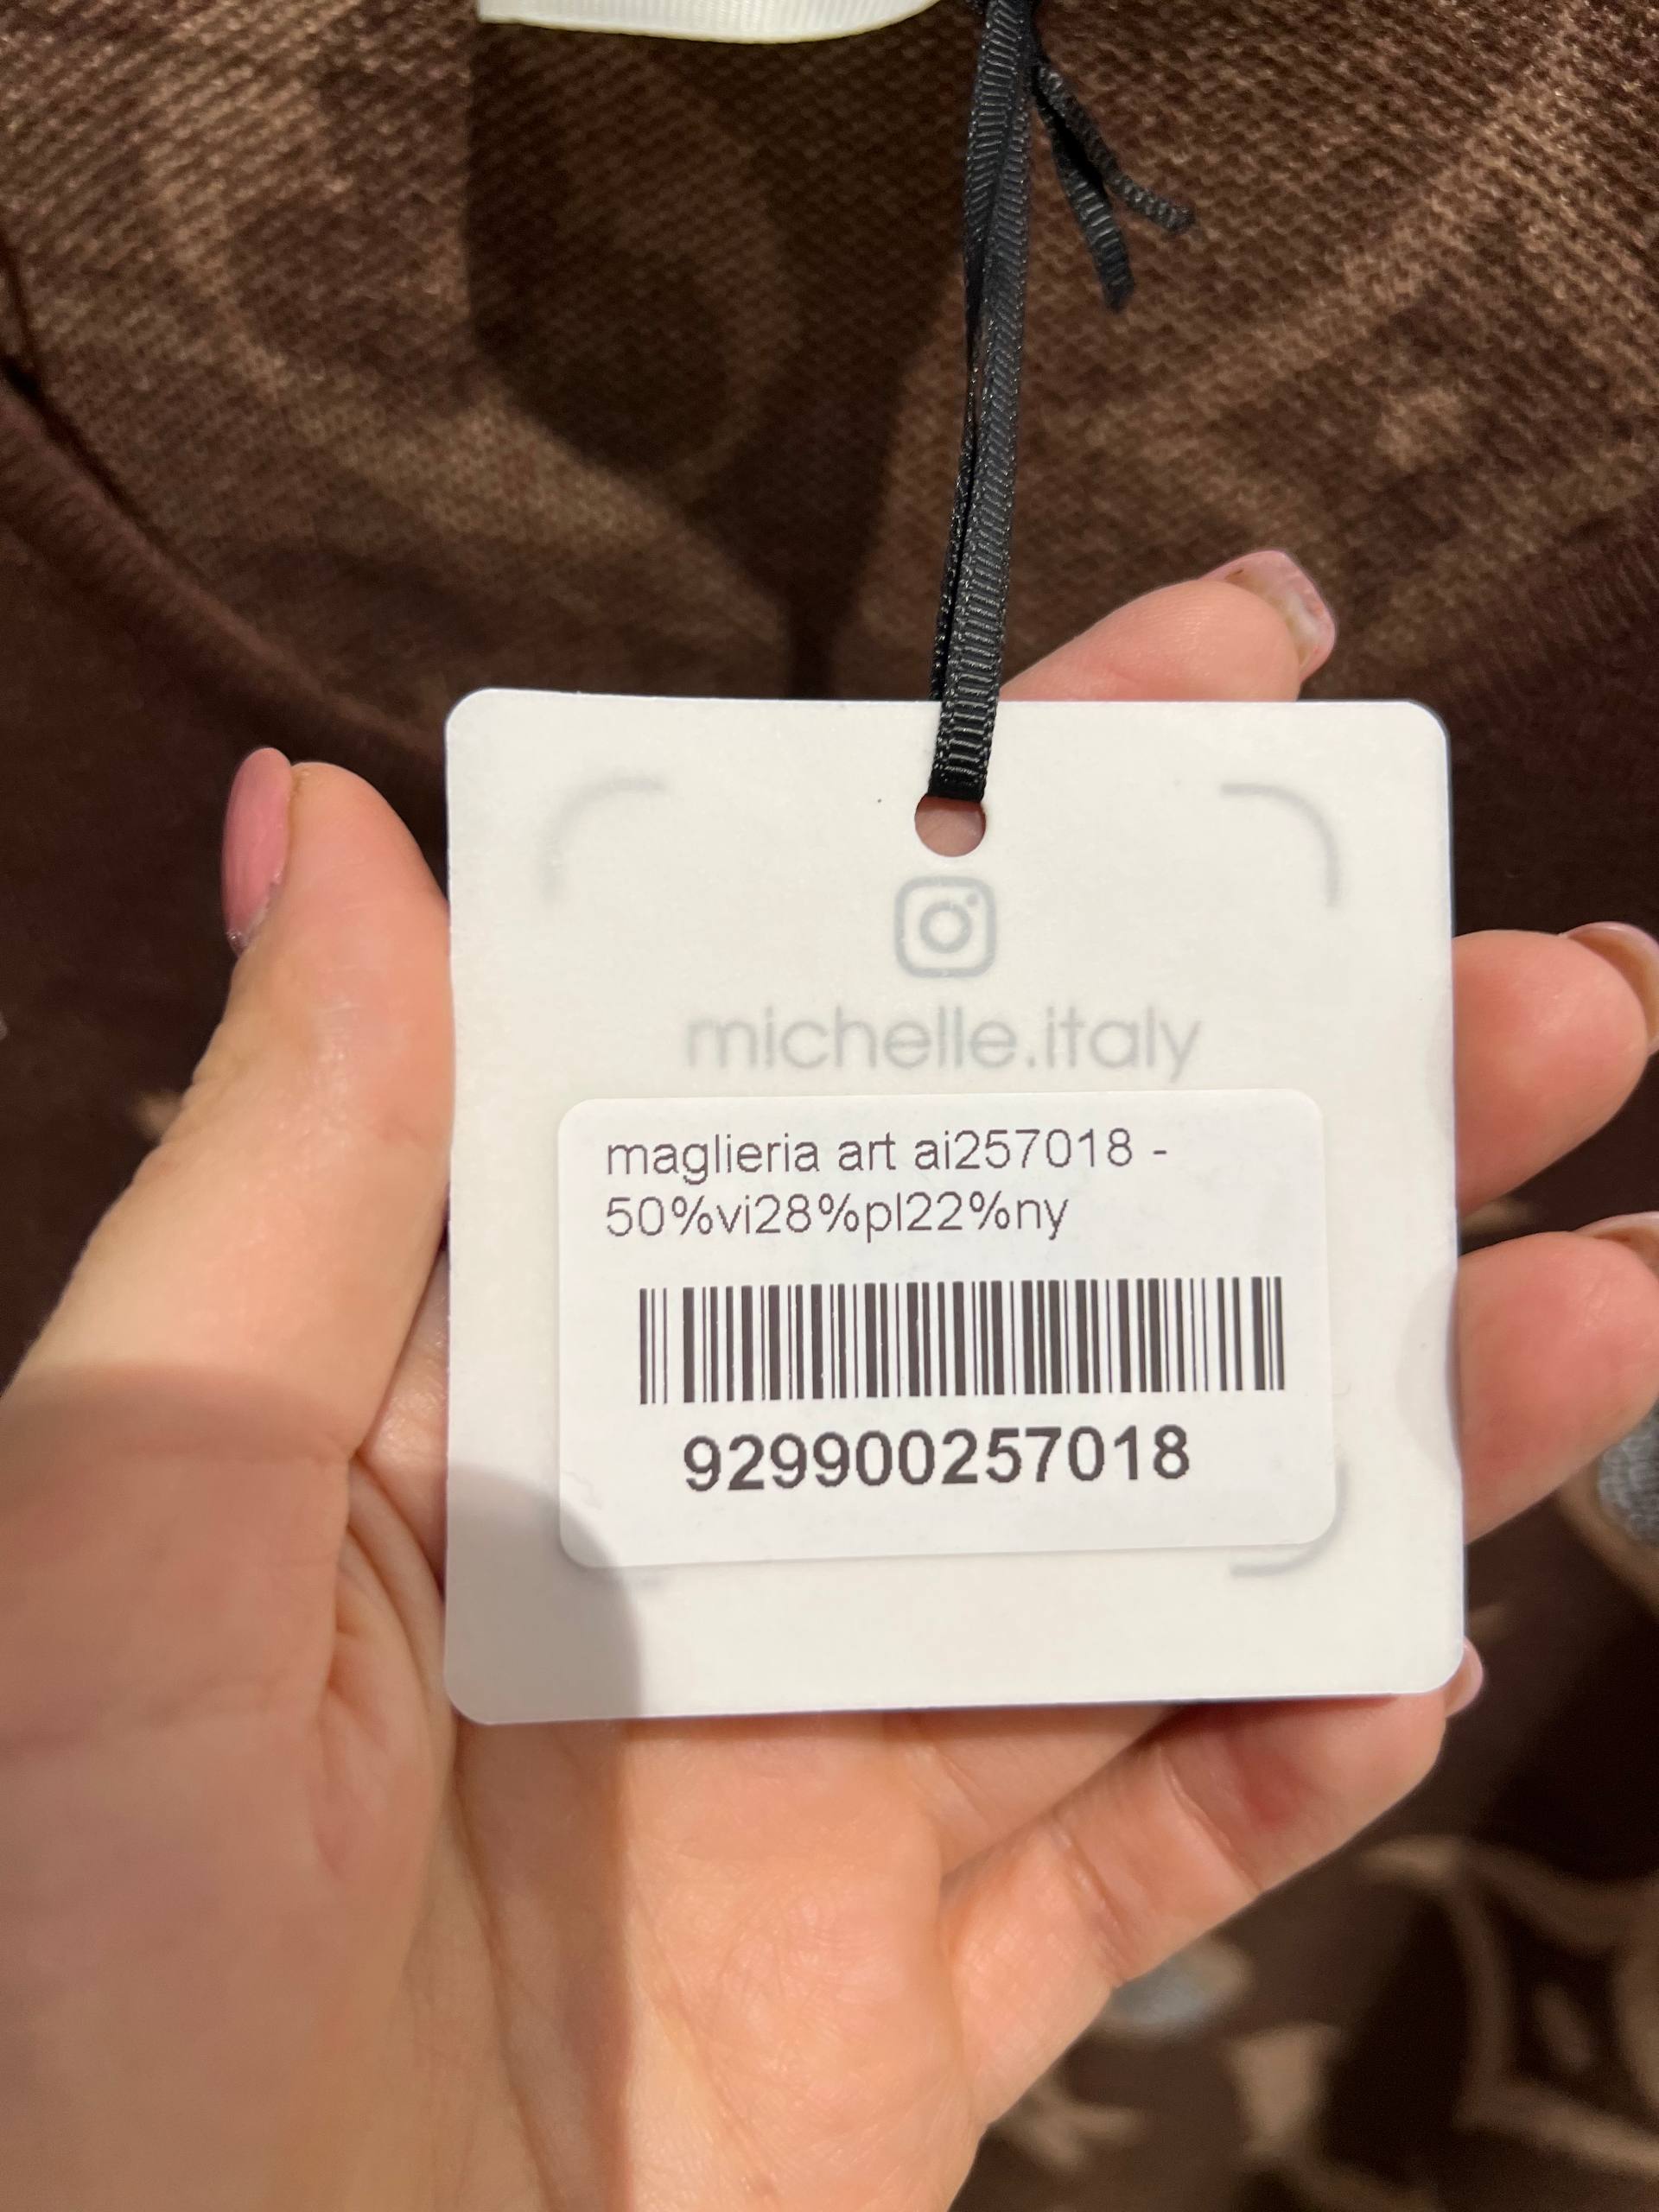 michelle.italy
maglieria art ai257018 -
50%vi28%pl22%ny
929900257018